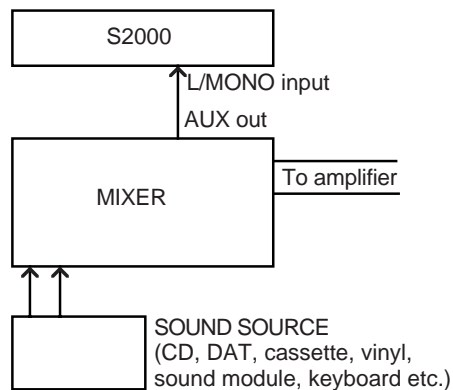 S2000
L/MONO input
AUX out
To amplifier
MIXER
SOUND SOURCE
(CD, DAT, cassette, vinyl,
sound module, keyboard etc.)